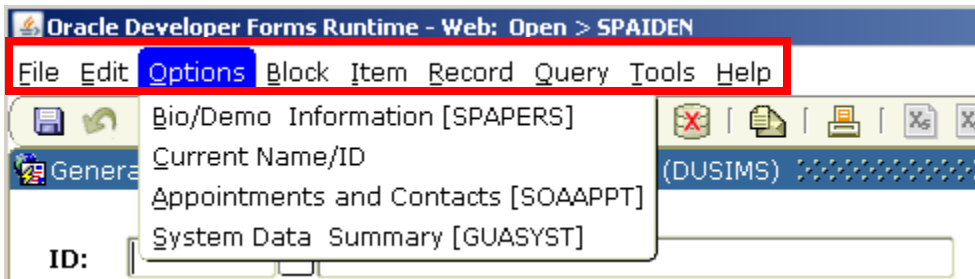 Oracle Developer Forms Runtime - Web: Open > SPAIDEN
File Edit Options Block Item Record Query Tools Help
Bio/Demo Information [SPAPERS]
Current Name/ID
Genera (DUSIMS)
Appointments and Contacts [SOAAPPT]
System Data Summary [GUASYST]
ID: